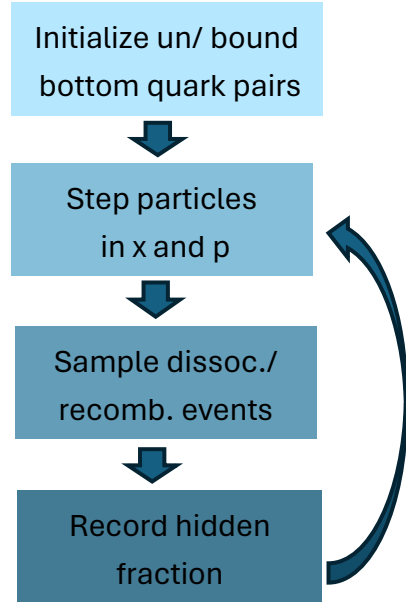 Initialize un/ bound
bottom quark pairs
Step particles
in x and p
Sample dissoc./
recomb. events
Record hidden
fraction